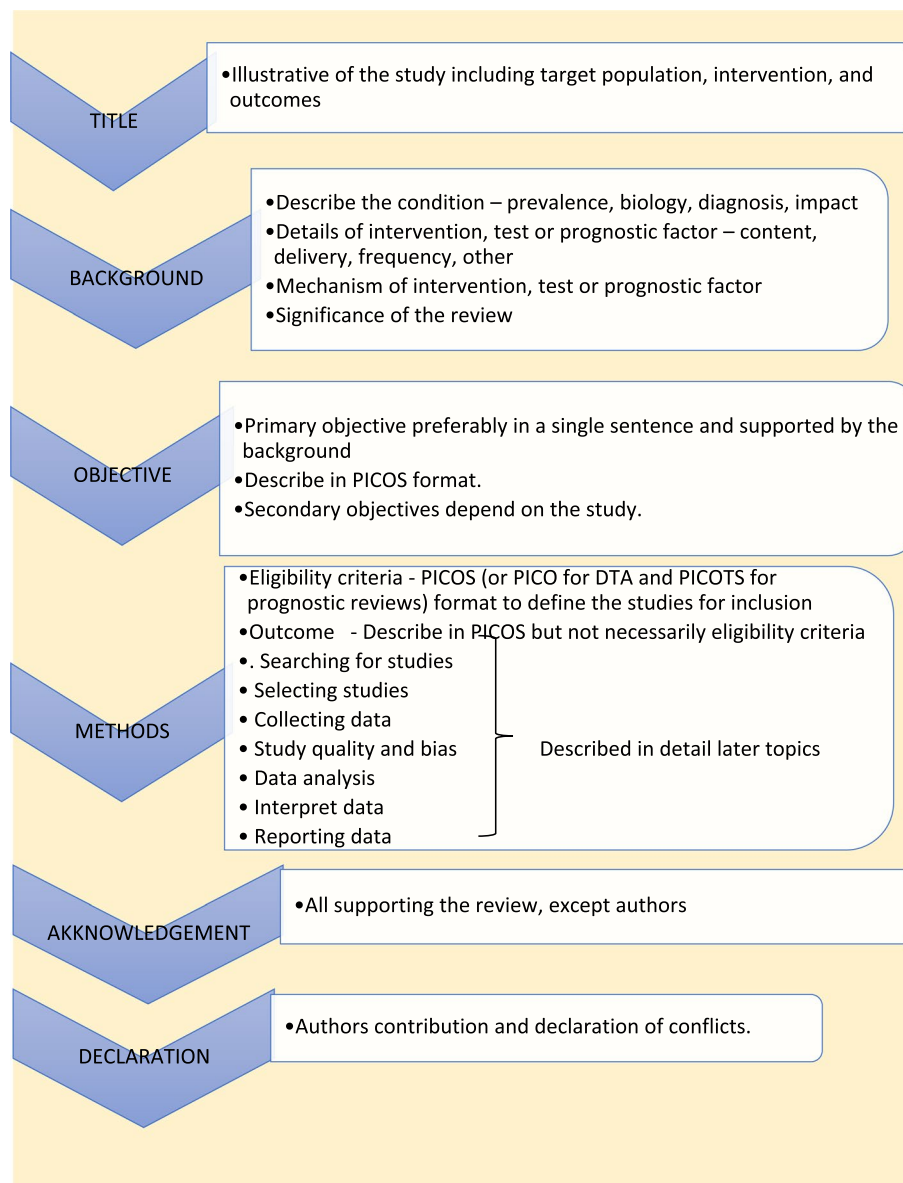 TITLE
•Illustrative of the study including target population, intervention, and
outcomes
BACKGROUND
•Describe the condition – prevalence, biology, diagnosis, impact
•Details of intervention, test or prognostic factor – content,
delivery, frequency, other
•Mechanism of intervention, test or prognostic factor
•Significance of the review
OBJECTIVE
•Primary objective preferably in a single sentence and supported by the
background
•Describe in PICOS format.
•Secondary objectives depend on the study.
METHODS
•Eligibility criteria - PICOS (or PICO for DTA and PICOTS for
prognostic reviews) format to define the studies for inclusion
•Outcome - Describe in PICOS but not necessarily eligibility criteria
•. Searching for studies
• Selecting studies
• Collecting data
• Study quality and bias
• Data analysis
• Interpret data
• Reporting data
Described in detail later topics
AKKNOWLEDGEMENT
•All supporting the review, except authors
DECLARATION
•Authors contribution and declaration of conflicts.